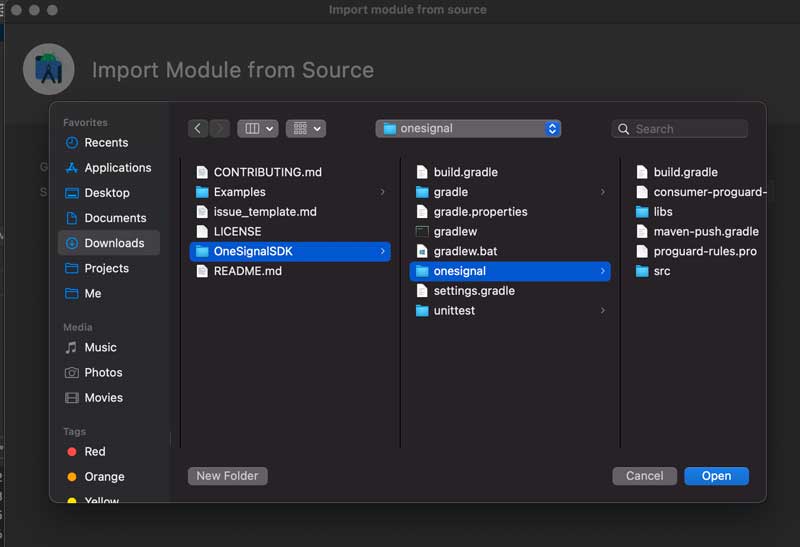 Import module from source
Import Module from Source
Favorites
Recents
Applications
Desktop
Documents
Downloads
Projects
Me
Media
Music
Photos
Movies
Tags
Red
Orange
Yellow
onesignal
Search
CONTRIBUTING.md
Examples
issue_template.md
LICENSE
OneSignalSDK
README.md
build.gradle
gradle
gradle.properties
gradlew
gradlew.bat
onesignal
settings.gradle
unittest
build.gradle
consumer-proguard-
libs
maven-push.gradle
proguard-rules.pro
src
New Folder
Cancel
Open